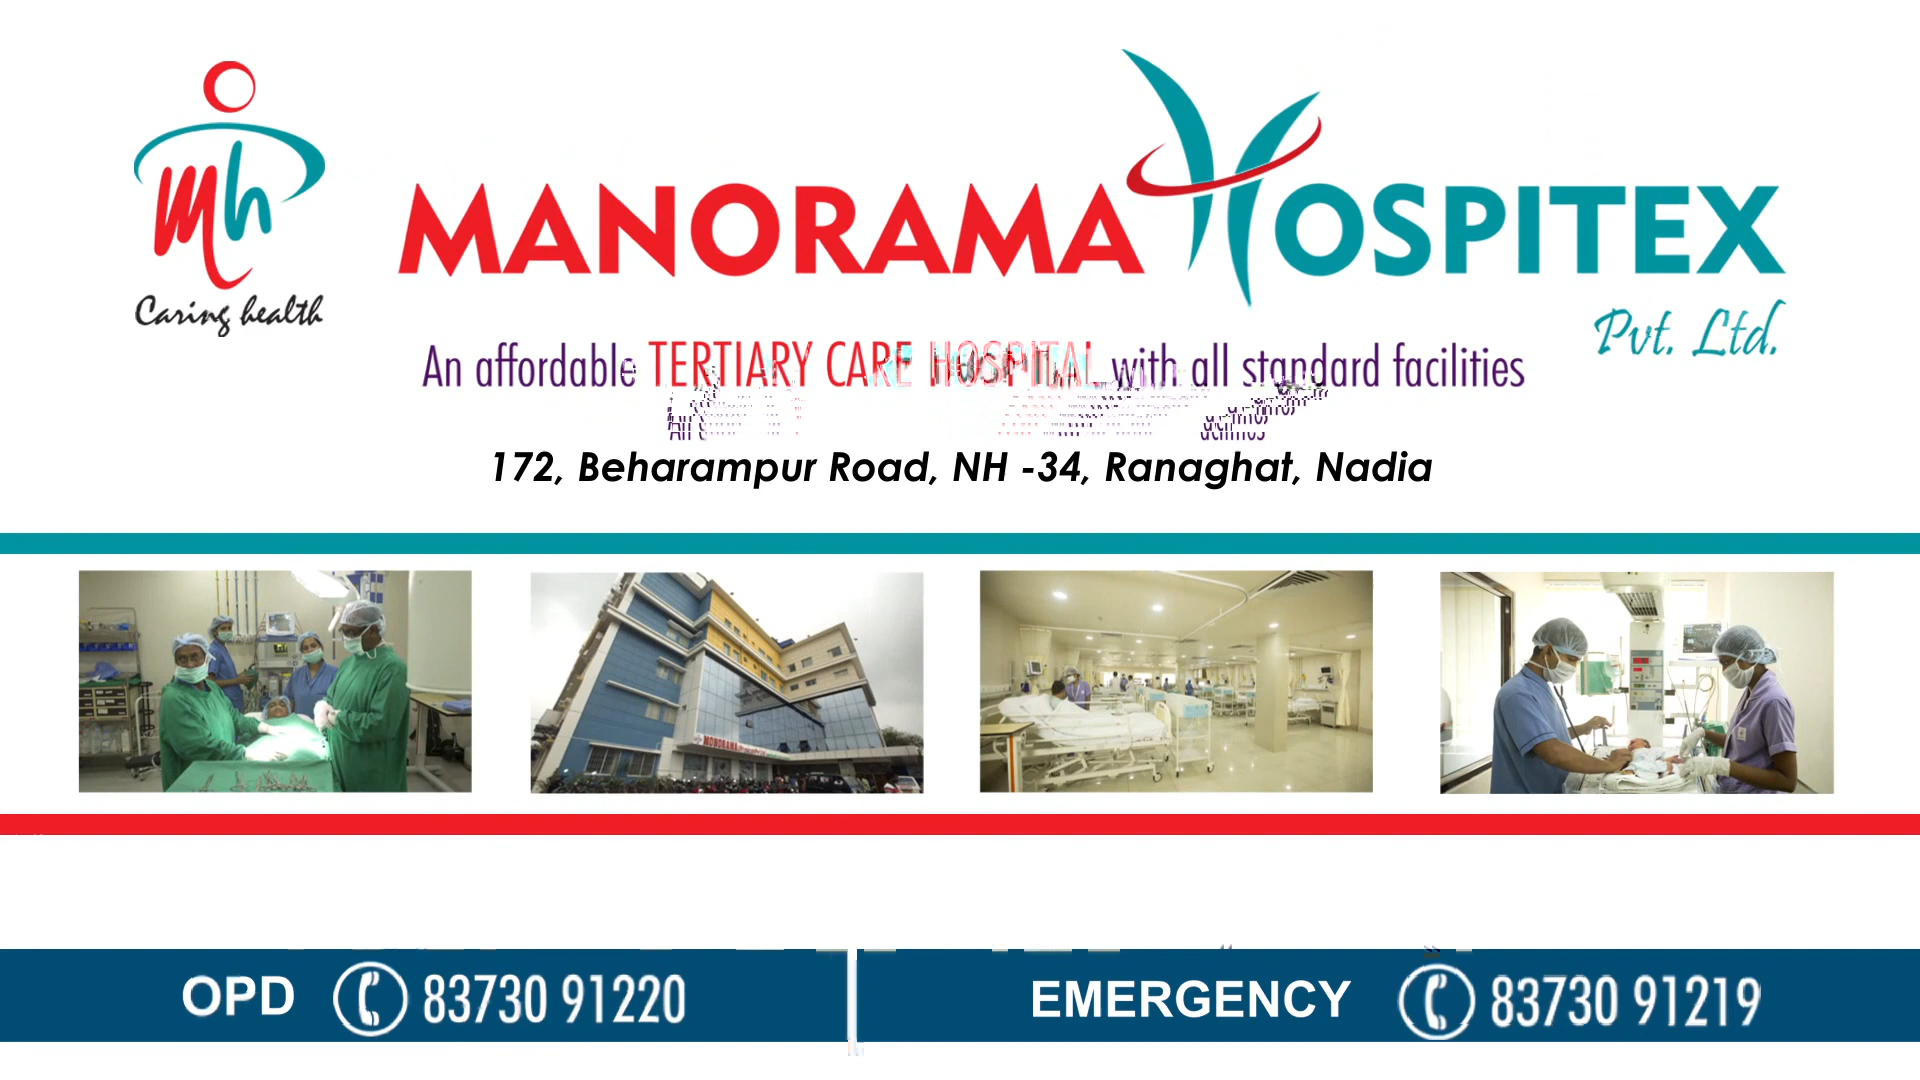 mh
Caring health
MANORAMA HOSPITEX
Pvt. Ltd.
An affordable TERTIARY CARE HOSPITAL with all standard facilities
172, Beharampur Road, NH -34, Ranaghat, Nadia
MONORAMA
OPD 83730 91220
EMERGENCY 83730 91219